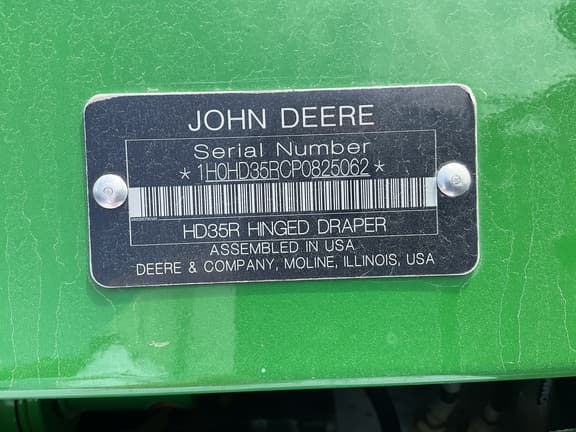 JOHN DEERE
Serial Number
*1H0HD35RCP0825062*
HD35R HINGED DRAPER
ASSEMBLED IN USA
DEERE & COMPANY, MOLINE, ILLINOIS, USA